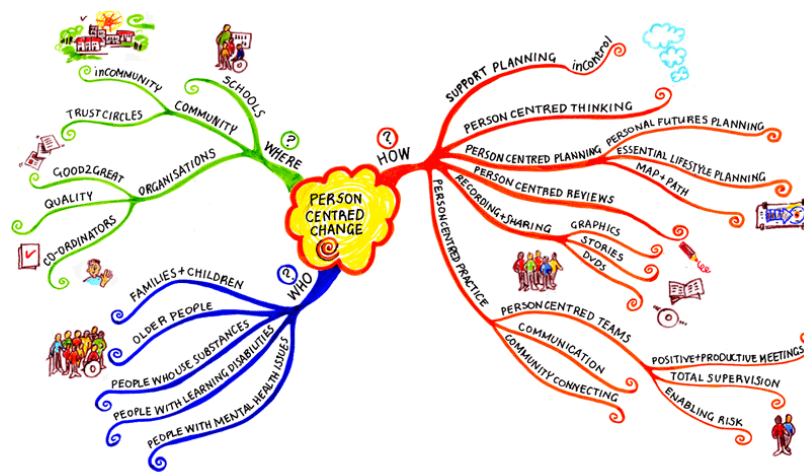 PERSON
CENTRED
CHANGE
?
WHERE
SCHOOLS
COMMUNITY
inCOMMUNITY
TRUST CIRCLES
ORGANISATIONS
GOOD2GREAT
QUALITY
CO-ORDINATORS
?
HOW
SUPPORT PLANNING
inControl
PERSON CENTRED THINKING
PERSON CENTRED PLANNING
PERSONAL FUTURES PLANNING
ESSENTIAL LIFESTYLE PLANNING
MAP + PATH
PERSON CENTRED REVIEWS
RECORDING + SHARING
GRAPHICS
STORIES
DVDS
PERSON CENTRED PRACTICE
PERSON CENTRED TEAMS
POSITIVE + PRODUCTIVE MEETINGS
TOTAL SUPERVISION
ENABLING RISK
COMMUNICATION
COMMUNITY CONNECTING
?
WHO
FAMILIES + CHILDREN
OLDER PEOPLE
PEOPLE WHO USE SUBSTANCES
PEOPLE WITH LEARNING DISABILITIES
PEOPLE WITH MENTAL HEALTH ISSUES